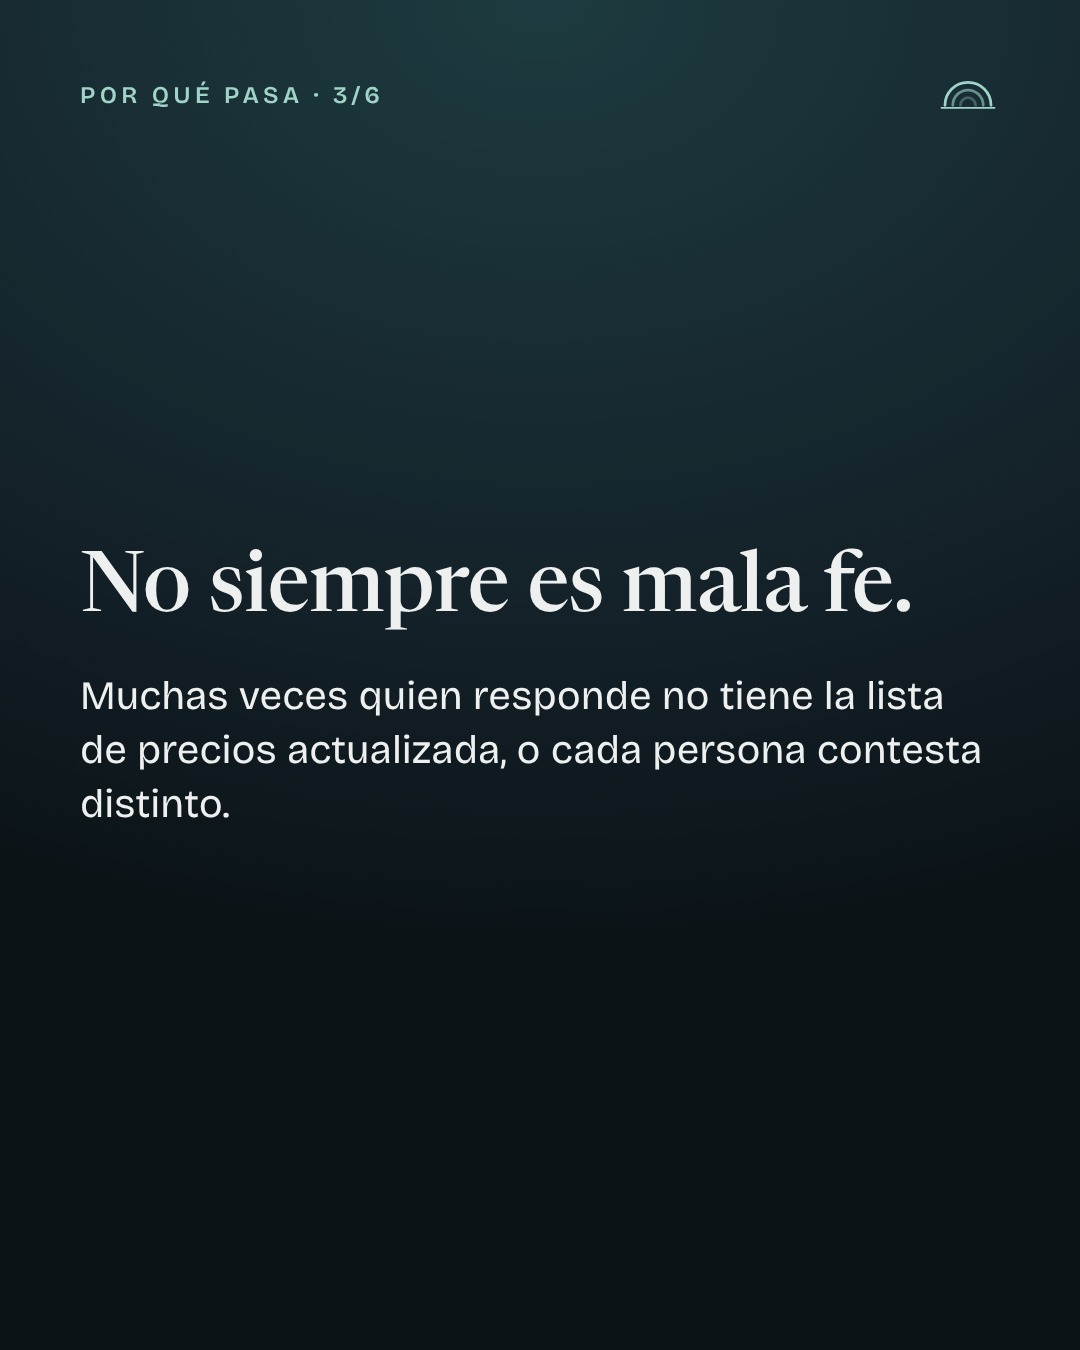 POR QUÉ PASA · 3/6
No siempre es mala fe.
Muchas veces quien responde no tiene la lista
de precios actualizada, o cada persona contesta
distinto.